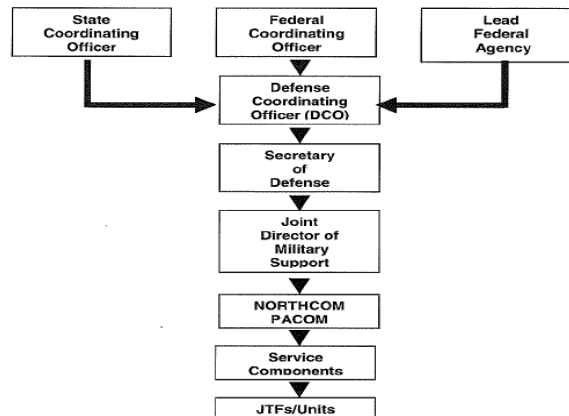 State
Coordinating
Officer
Federal
Coordinating
Officer
Lead
Federal
Agency
Defense
Coordinating
Officer (DCO)
Secretary
of
Defense
Joint
Director of
Military
Support
NORTHCOM
PACOM
Service
Components
JTFs/Units